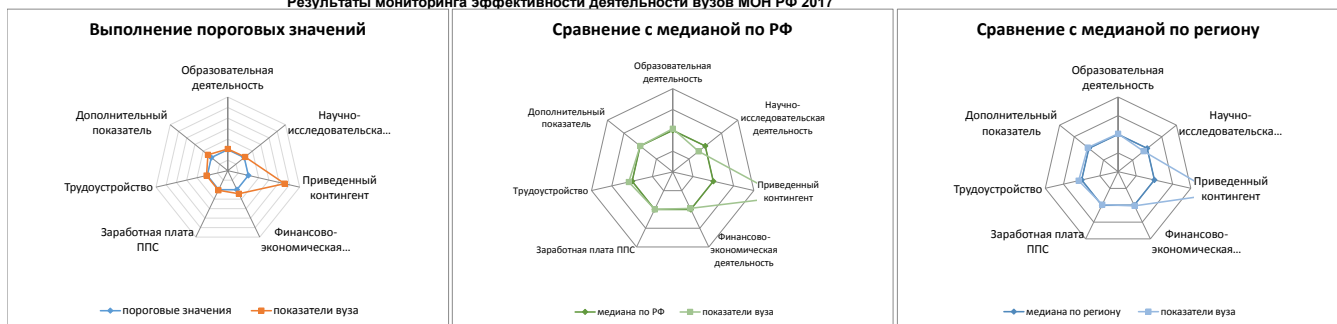 Результаты мониторинга эффективности деятельности вузов МОН РФ 2017
Выполнение пороговых значений
Образовательная
деятельность
Научно-
исследовательска...
Приведенный
контингент
Финансово-
экономическая...
Заработная плата
ППС
Трудоустройство
Дополнительный
показатель
пороговые значения
показатели вуза
Сравнение с медианой по РФ
Образовательная
деятельность
Научно-
исследовательская
деятельность
Приведенный
контингент
Финансово-
экономическая
деятельность
Заработная плата ППС
Трудоустройство
Дополнительный
показатель
медиана по РФ
показатели вуза
Сравнение с медианой по региону
Образовательная
деятельность
Научно-
исследовательска...
Приведенный
контингент
Финансово-
экономическая...
Заработная плата
ППС
Трудоустройство
Дополнительный
показатель
медиана по региону
показатели вуза